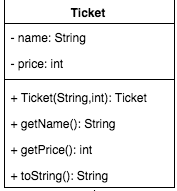 Ticket
- name: String
- price: int
+ Ticket(String,int): Ticket
+ getName(): String
+ getPrice(): int
+ toString(): String